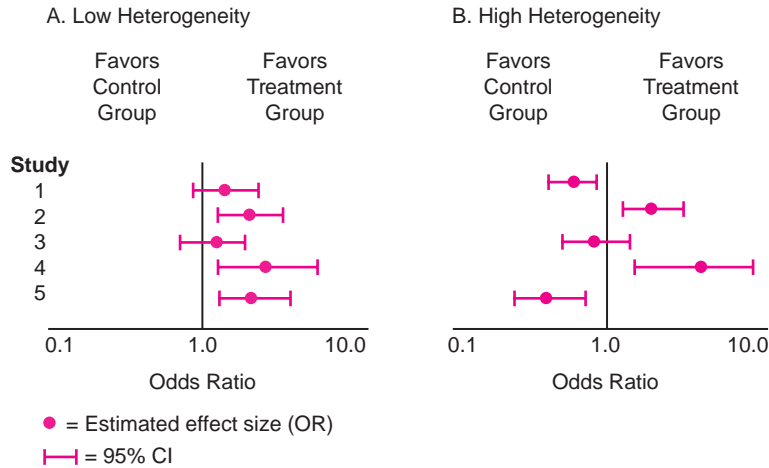 A. Low Heterogeneity
Favors
Control
Group
Favors
Treatment
Group
Study
1
2
3
4
5
0.1
1.0
10.0
Odds Ratio
B. High Heterogeneity
Favors
Control
Group
Favors
Treatment
Group
0.1
1.0
10.0
Odds Ratio
= Estimated effect size (OR)
= 95% CI